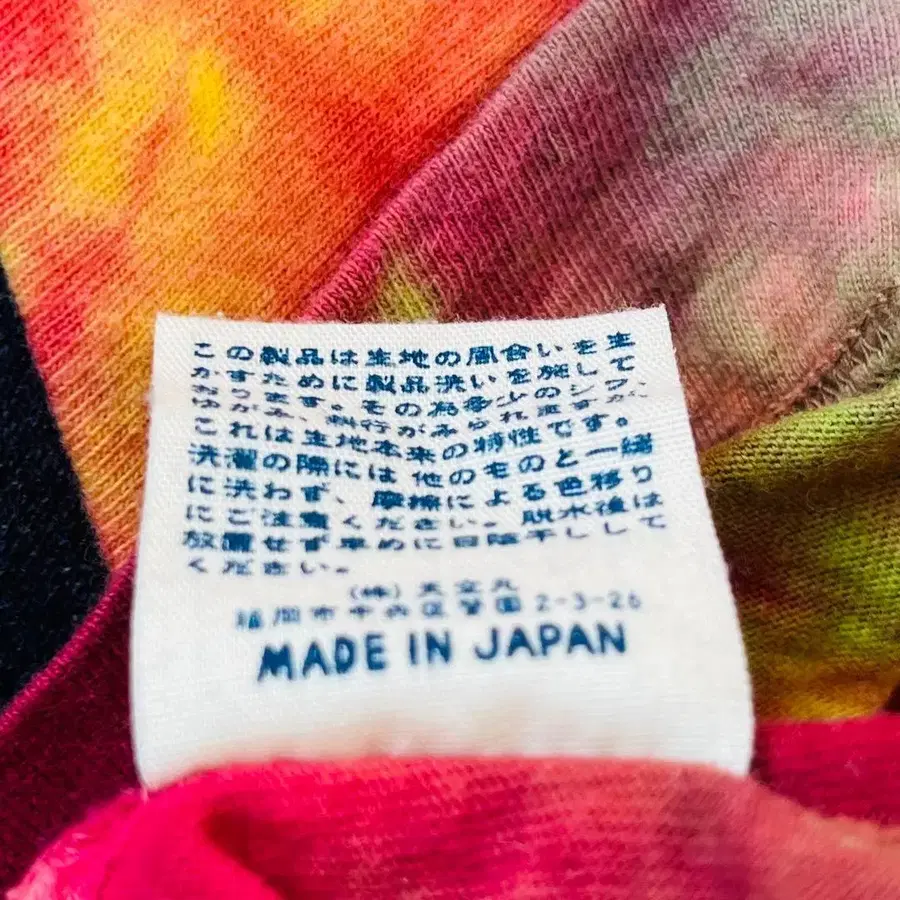 この製品は生地の風合いを生
かすために製品洗いを施して
おります。その為多少のシワ、
ゆがみ、斜行がみられますが、
これは生地本来の特性です。
洗濯の際には他のものと一緒
に洗わず、摩擦による色移り
にご注意ください。脱水後は
放置せず早めに日陰干しして
ください。
(株)天立丸
福岡市中央区警固2-3-26
MADE IN JAPAN